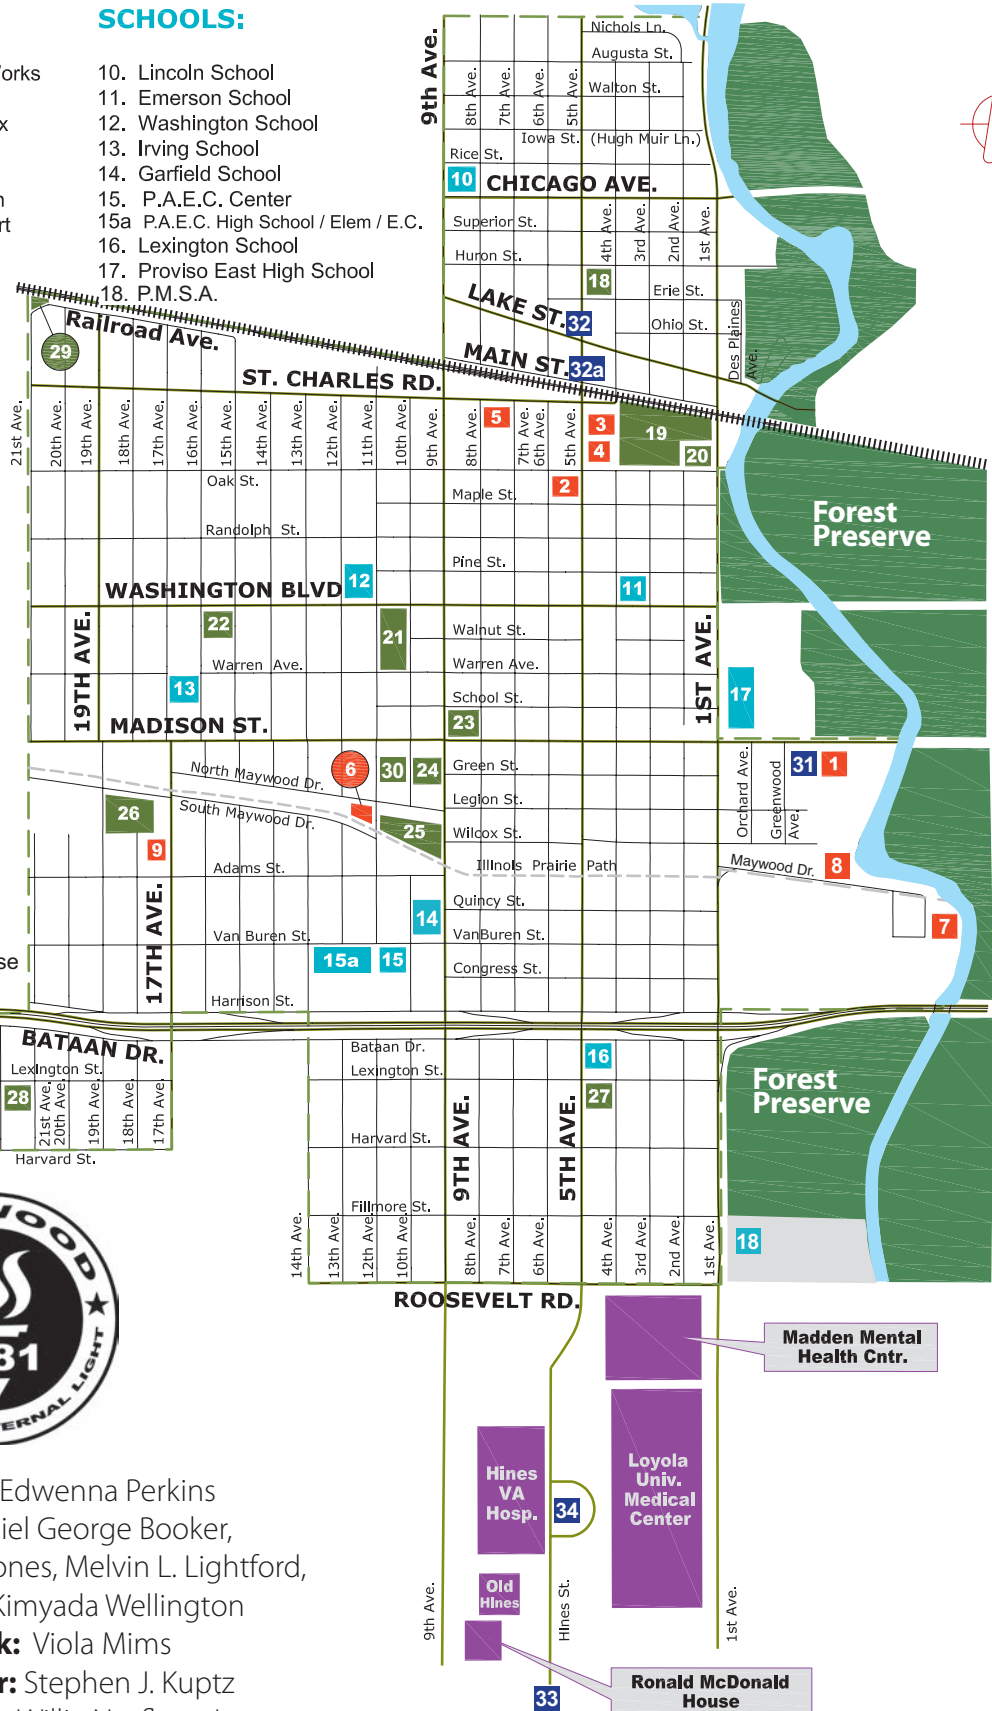 SCHOOLS:
orks
x
n
rt
10. Lincoln School
11. Emerson School
12. Washington School
13. Irving School
14. Garfield School
15. P.A.E.C. Center
15a P.A.E.C. High School / Elem / E.C.
16. Lexington School
17. Proviso East High School
18. P.M.S.A.
9th Ave.
8th Ave.
7th Ave.
6th Ave.
5th Ave.
Nichols Ln.
Augusta St.
Walton St.
Iowa St. (Hugh Muir Ln.)
Rice St.
10
CHICAGO AVE.
Superior St.
Huron St.
4th Ave.
3rd Ave.
2nd Ave.
1st Ave.
18
Erie St.
LAKE ST.
32
Ohio St.
Des Plaines
Ave.
MAIN ST.
32a
Railroad Ave.
29
ST. CHARLES RD.
21st Ave.
20th Ave.
19th Ave.
18th Ave.
17th Ave.
16th Ave.
15th Ave.
14th Ave.
13th Ave.
12th Ave.
11th Ave.
10th Ave.
9th Ave.
8th Ave.
7th Ave.
6th Ave.
5th Ave.
5
3
4
19
20
2
Oak St.
Maple St.
Randolph St.
Pine St.
Forest
Preserve
WASHINGTON BLVD
12
11
19TH AVE.
22
21
Walnut St.
Warren Ave.
Warren Ave.
13
School St.
23
1ST AVE.
17
MADISON ST.
North Maywood Dr.
6
30
24
Green St.
Orchard Ave.
Greenwood
Ave.
31
1
South Maywood Dr.
Legion St.
26
25
Wilcox St.
9
Adams St.
Illinois Prairie Path
Maywood Dr.
8
17TH AVE.
Quincy St.
14
7
Van Buren St.
VanBuren St.
15a
15
Congress St.
se
Harrison St.
BATAAN DR.
Lexington St.
28
21st Ave.
20th Ave.
19th Ave.
18th Ave.
17th Ave.
Harvard St.
Bataan Dr.
Lexington St.
16
27
Forest
Preserve
Harvard St.
9TH AVE.
5TH AVE.
Fillmore St.
14th Ave.
13th Ave.
12th Ave.
10th Ave.
8th Ave.
7th Ave.
6th Ave.
4th Ave.
3rd Ave.
2nd Ave.
1st Ave.
18
ROOSEVELT RD.
WOOD
81
ERNAL LIGHT
Madden Mental
Health Cntr.
Hines
VA
Hosp.
34
Loyola
Univ.
Medical
Center
Old
Hines
9th Ave.
Hines St.
1st Ave.
Ronald McDonald
House
33
Edwenna Perkins
iel George Booker,
ones, Melvin L. Lightford,
Kimyada Wellington
k: Viola Mims
r: Stephen J. Kuptz